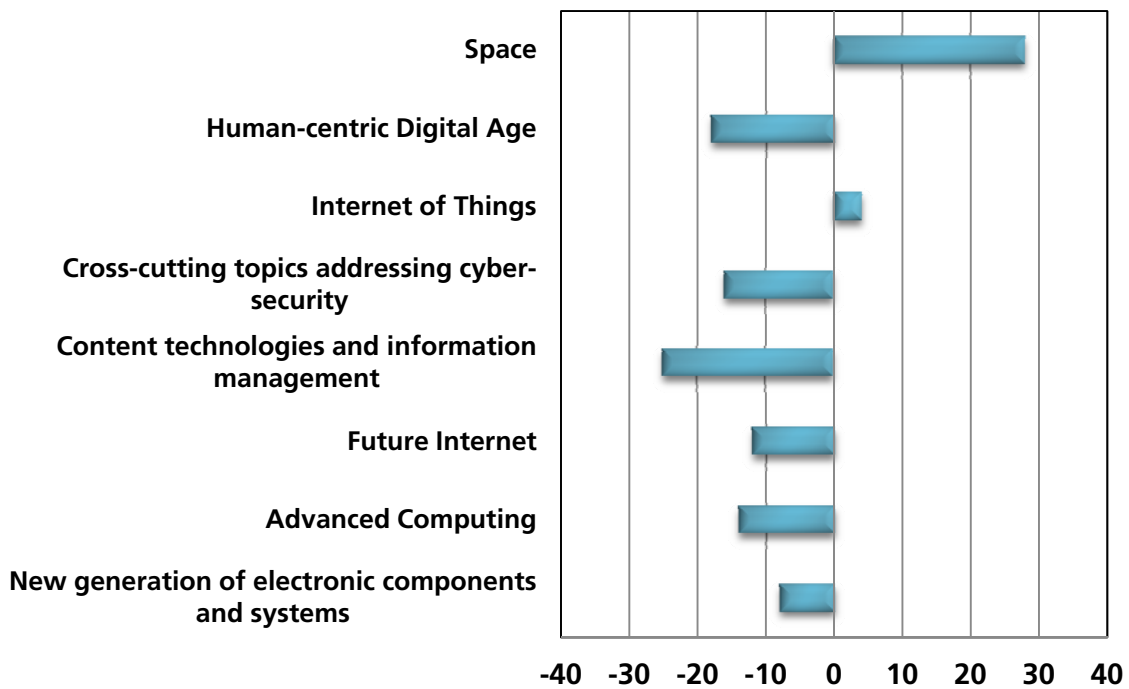 Space
Human-centric Digital Age
Internet of Things
Cross-cutting topics addressing cyber-
security
Content technologies and information
management
Future Internet
Advanced Computing
New generation of electronic components
and systems
-40 -30 -20 -10 0 10 20 30 40